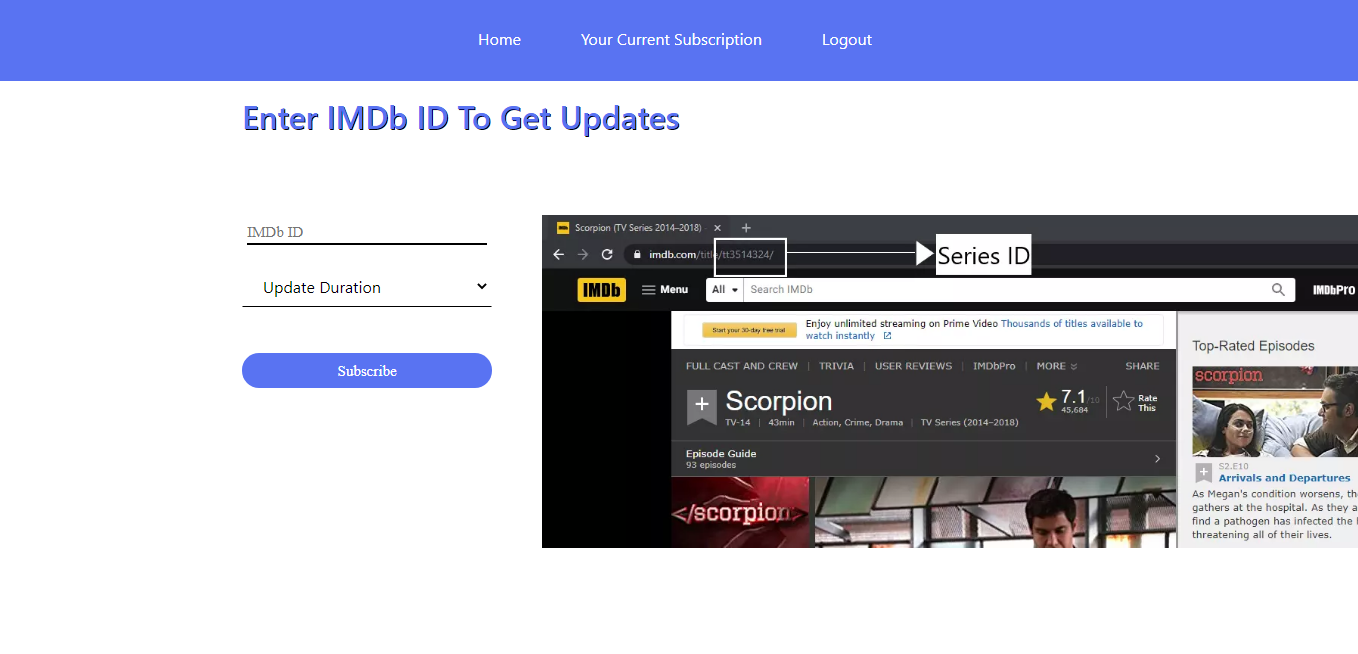 Home Your Current Subscription Logout
Enter IMDb ID To Get Updates
IMDb ID
Update Duration
Subscribe
Scorpion (TV Series 2014–2018)
imdb.com/title/tt3514324/
Series ID
IMDb Menu All Search IMDb IMDbPro
Start your 30-day free trial
Enjoy unlimited streaming on Prime Video Thousands of titles available to
watch instantly
FULL CAST AND CREW | TRIVIA | USER REVIEWS | IMDbPro | MORE SHARE
Scorpion
7.1/10
45,684
Rate
This
TV-14 | 43min | Action, Crime, Drama | TV Series (2014–2018)
Episode Guide
93 episodes
</scorpion>
Top-Rated Episodes
scorpion
S2.E10
Arrivals and Departures
As Megan's condition worsens, the
gathers at the hospital. As they a
find a pathogen has infected the
threatening all of their lives.